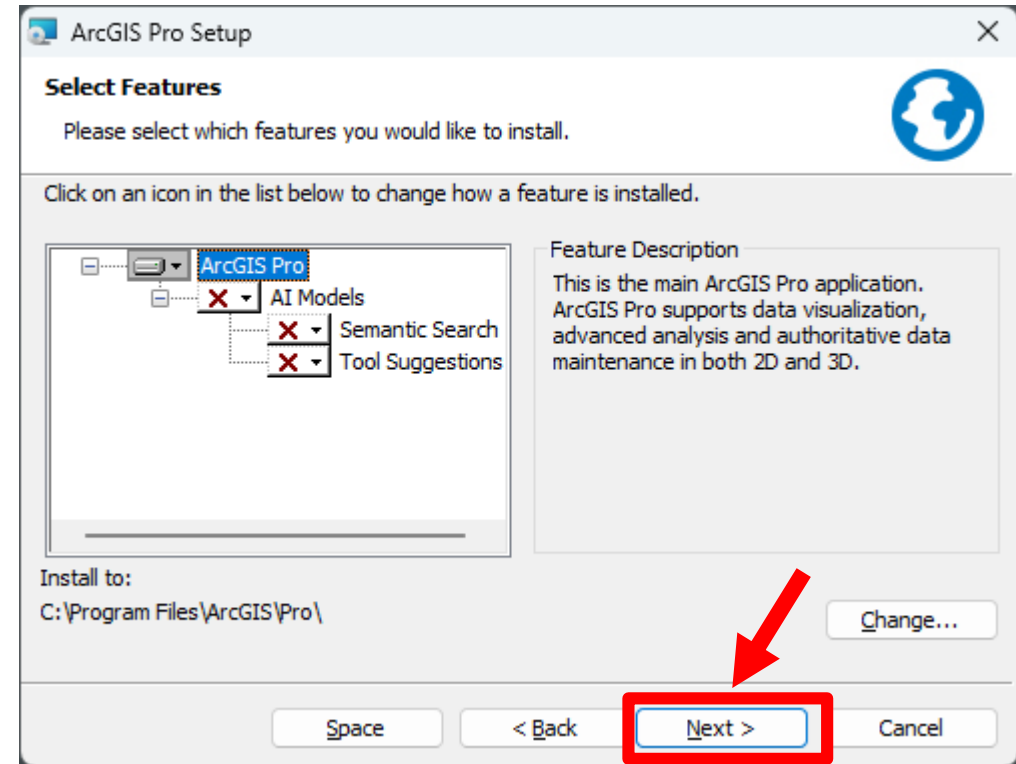 ArcGIS Pro Setup
Select Features
Please select which features you would like to install.
Click on an icon in the list below to change how a feature is installed.
ArcGIS Pro
AI Models
Semantic Search
Tool Suggestions
Feature Description
This is the main ArcGIS Pro application.
ArcGIS Pro supports data visualization,
advanced analysis and authoritative data
maintenance in both 2D and 3D.
Install to:
C:\Program Files\ArcGIS\Pro\
Change...
Space
< Back
Next >
Cancel